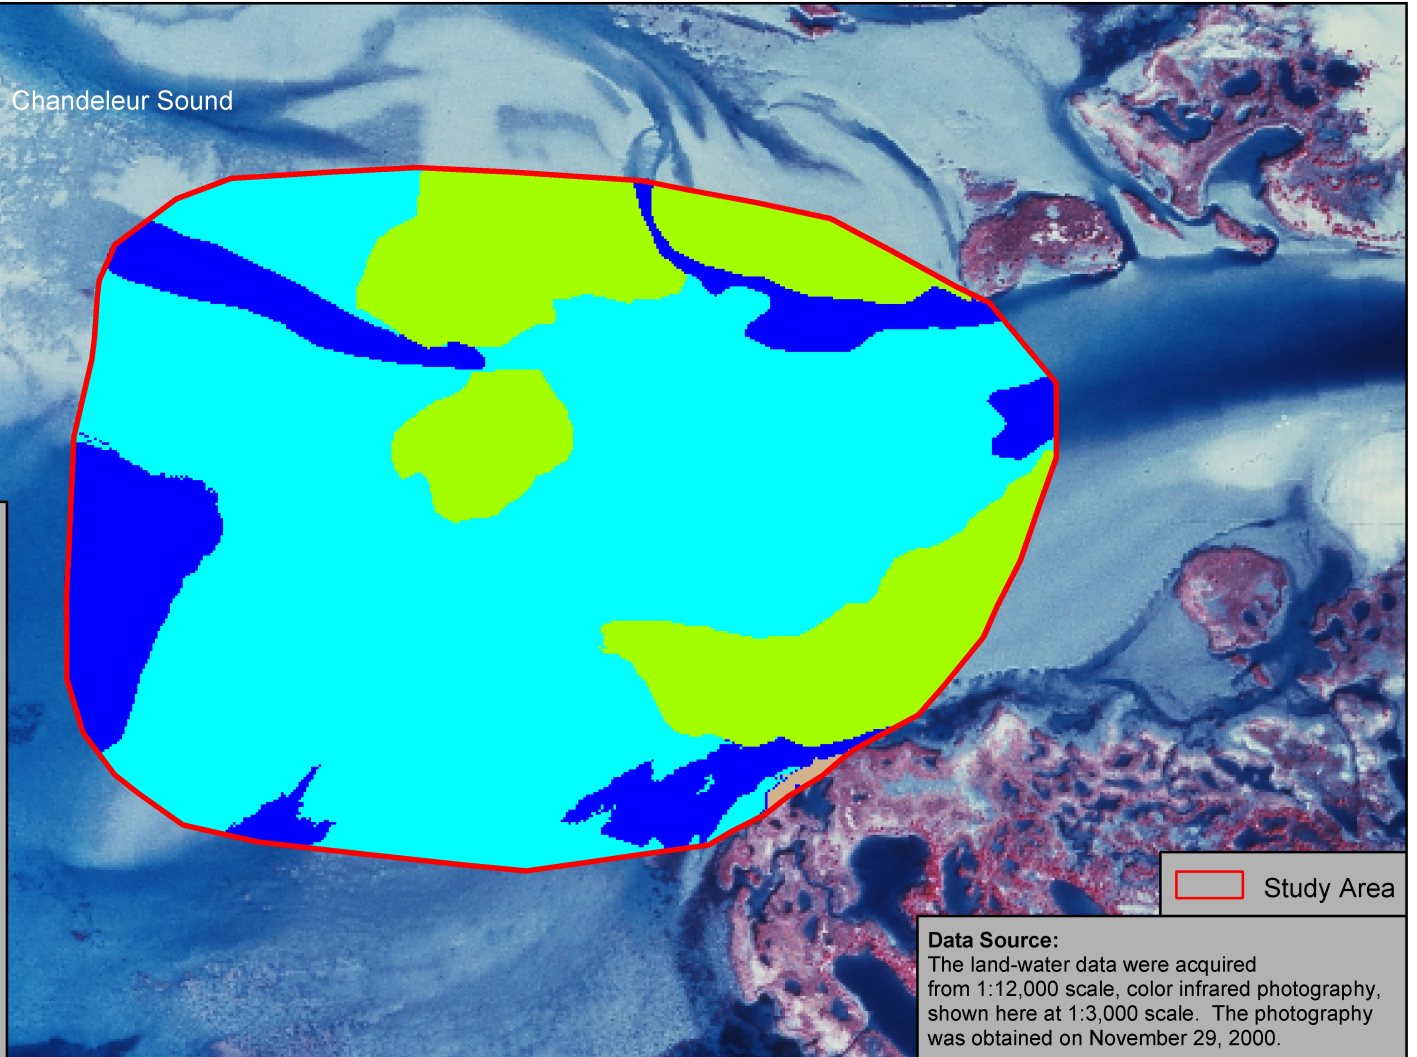 Chandeleur Sound
Study Area
Data Source:
The land-water data were acquired
from 1:12,000 scale, color infrared photography,
shown here at 1:3,000 scale.  The photography
was obtained on November 29, 2000.